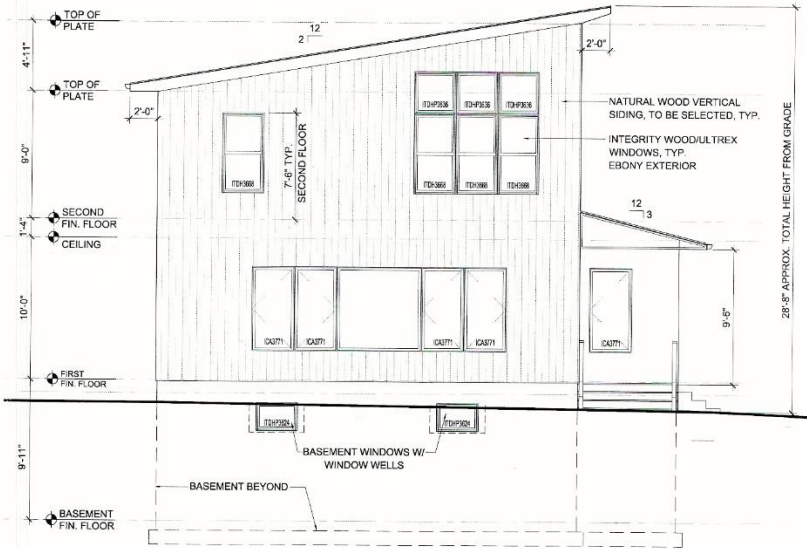 TOP OF
PLATE
4'-11"
TOP OF
PLATE
9'-0"
SECOND
FIN. FLOOR
1'-4"
CEILING
10'-0"
FIRST
FIN. FLOOR
9'-11"
BASEMENT
FIN. FLOOR
12
2
2'-0"
2'-0"
ITDHP3636
ITDHP3636
ITDHP3636
ITDH3668
ITDH3668
ITDH3668
ITDH3668
7'-6" TYP.
SECOND FLOOR
NATURAL WOOD VERTICAL
SIDING, TO BE SELECTED, TYP.
INTEGRITY WOOD/ULTREX
WINDOWS, TYP.
EBONY EXTERIOR
12
3
28'-8" APPROX. TOTAL HEIGHT FROM GRADE
9'-6"
ICA3771
ICA3771
ICA3771
ICA3771
ICA3771
ITDHP3624
ITDHP3624
BASEMENT WINDOWS W/
WINDOW WELLS
BASEMENT BEYOND